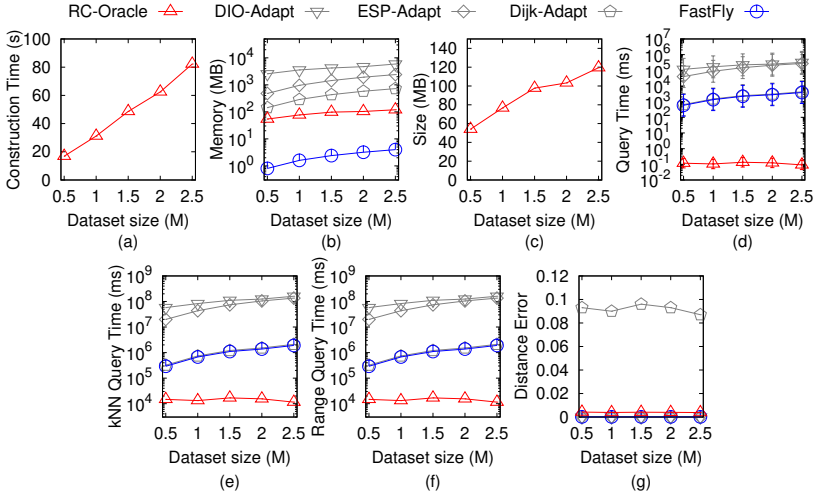 RC-Oracle DIO-Adapt ESP-Adapt Dijk-Adapt FastFly
Construction Time (s)
100
80
60
40
20
0
0.5 1 1.5 2 2.5
Dataset size (M)
(a)
Memory (MB)
10^4
10^3
10^2
10^1
10^0
0.5 1 1.5 2 2.5
Dataset size (M)
(b)
Size (MB)
140
120
100
80
60
40
20
0
0.5 1 1.5 2 2.5
Dataset size (M)
(c)
Query Time (ms)
10^7
10^6
10^5
10^4
10^3
10^2
10^1
10^0
10^-1
10^-2
0.5 1 1.5 2 2.5
Dataset size (M)
(d)
kNN Query Time (ms)
10^9
10^8
10^7
10^6
10^5
10^4
0.5 1 1.5 2 2.5
Dataset size (M)
(e)
Range Query Time (ms)
10^9
10^8
10^7
10^6
10^5
10^4
0.5 1 1.5 2 2.5
Dataset size (M)
(f)
Distance Error
0.12
0.1
0.08
0.06
0.04
0.02
0
0.5 1 1.5 2 2.5
Dataset size (M)
(g)